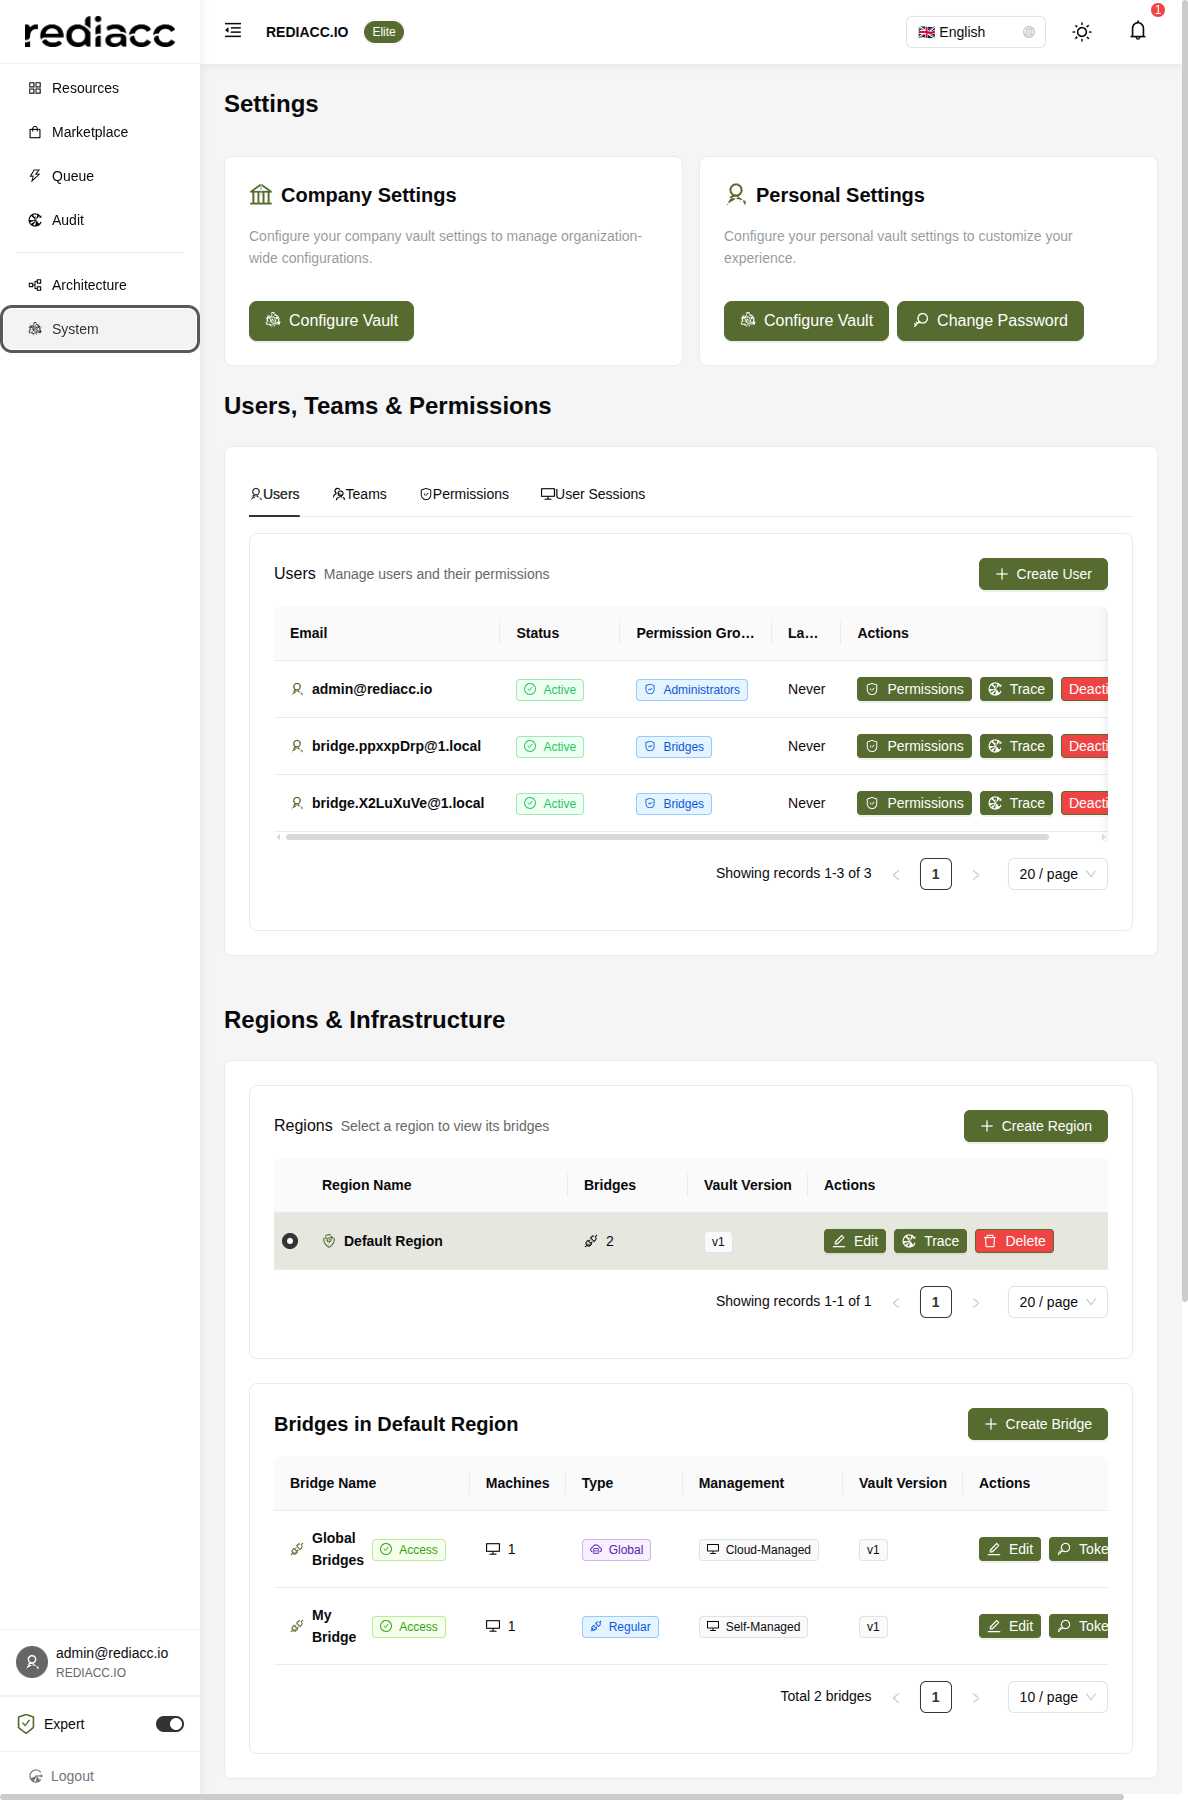 rediacc
REDIACC.IO
Elite
English
1
Resources
Marketplace
Queue
Audit
Architecture
System
Settings
Company Settings
Configure your company vault settings to manage organization-
wide configurations.
Configure Vault
Personal Settings
Configure your personal vault settings to customize your
experience.
Configure Vault
Change Password
Users, Teams & Permissions
Users
Teams
Permissions
User Sessions
Users Manage users and their permissions
Create User
Email Status Permission Gro… La… Actions
admin@rediacc.io Active Administrators Never Permissions Trace Deacti
bridge.ppxxpDrp@1.local Active Bridges Never Permissions Trace Deacti
bridge.X2LuXuVe@1.local Active Bridges Never Permissions Trace Deacti
Showing records 1-3 of 3 1 20 / page
Regions & Infrastructure
Regions Select a region to view its bridges
Create Region
Region Name Bridges Vault Version Actions
Default Region 2 v1 Edit Trace Delete
Showing records 1-1 of 1 1 20 / page
Bridges in Default Region
Create Bridge
Bridge Name Machines Type Management Vault Version Actions
Global
Bridges Access 1 Global Cloud-Managed v1 Edit Toke
My
Bridge Access 1 Regular Self-Managed v1 Edit Toke
Total 2 bridges 1 10 / page
admin@rediacc.io
REDIACC.IO
Expert
Logout